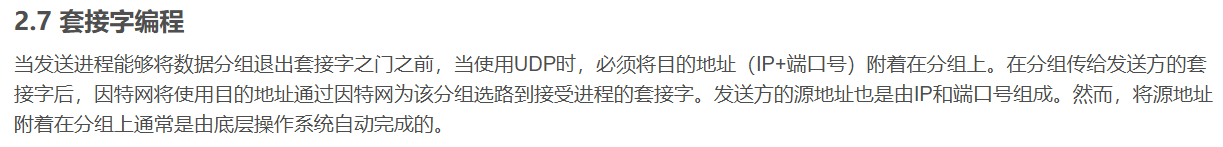 2.7 套接字编程
当发送进程能够将数据分组退出套接字之门之前，当使用UDP时，必须将目的地址（IP+端口号）附着在分组上。在分组传给发送方的套
接字后，因特网将使用目的地址通过因特网为该分组选路到接受进程的套接字。发送方的源地址也是由IP和端口号组成。然而，将源地址
附着在分组上通常是由底层操作系统自动完成的。